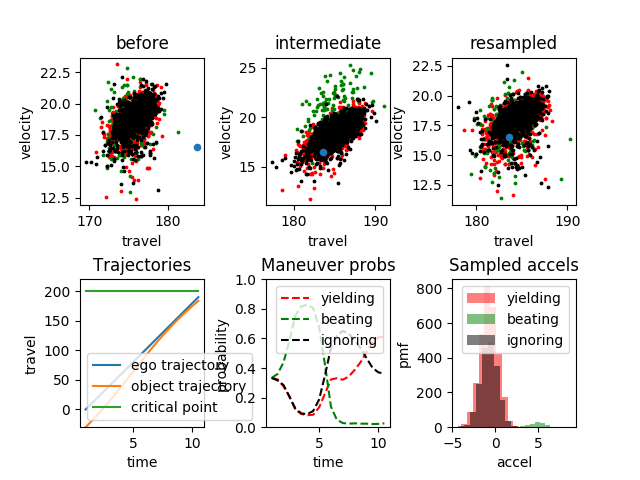 before
22.5
20.0
17.5
15.0
12.5
170
180
velocity
travel
intermediate
25
20
15
180
190
velocity
travel
resampled
22.5
20.0
17.5
15.0
12.5
180
190
velocity
travel
Trajectories
200
150
100
50
0
5
10
travel
time
ego trajectory
object trajectory
critical point
Maneuver probs
1.0
0.8
0.6
0.4
0.2
0.0
5
10
probability
time
yielding
beating
ignoring
Sampled accels
800
600
400
200
0
−5
0
5
pmf
accel
yielding
beating
ignoring